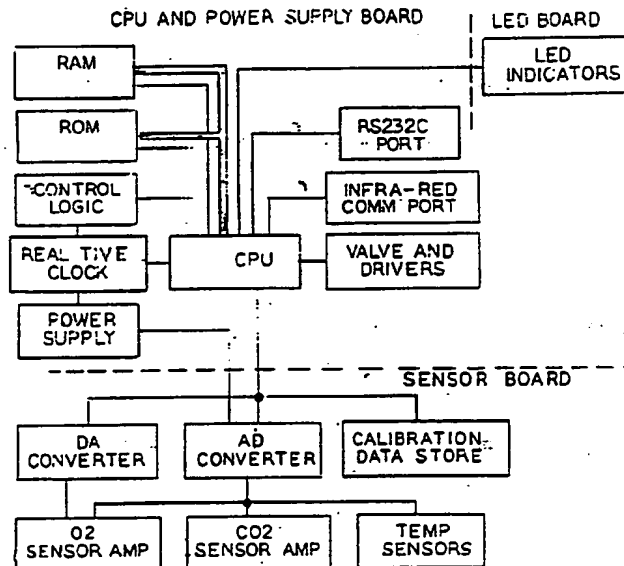 CPU AND POWER SUPPLY BOARD
LED BOARD
RAM
LED
INDICATORS
ROM
RS232C
PORT
CONTROL
LOGIC
INFRA-RED
COMM PORT
REAL TIVE
CLOCK
CPU
VALVE AND
DRIVERS
POWER
SUPPLY
SENSOR BOARD
DA
CONVERTER
AD
CONVERTER
CALIBRATION
DATA STORE
O2
SENSOR AMP
CO2
SENSOR AMP
TEMP
SENSORS